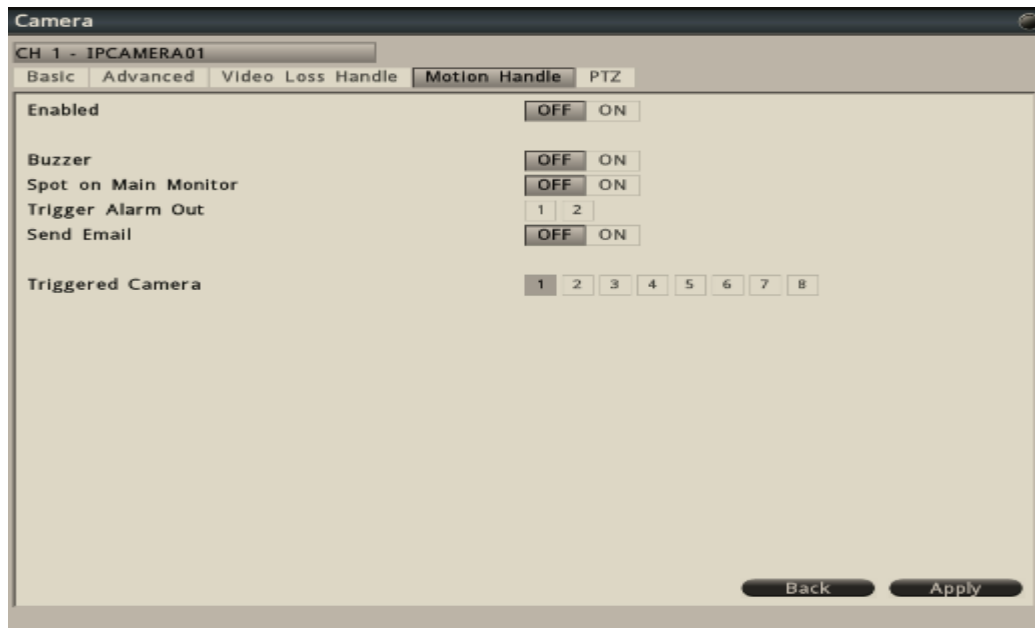 Camera
CH 1 - IPCAMERA01
Basic Advanced Video Loss Handle Motion Handle PTZ
Enabled OFF ON
Buzzer OFF ON
Spot on Main Monitor OFF ON
Trigger Alarm Out 1 2
Send Email OFF ON
Triggered Camera 1 2 3 4 5 6 7 8
Back Apply